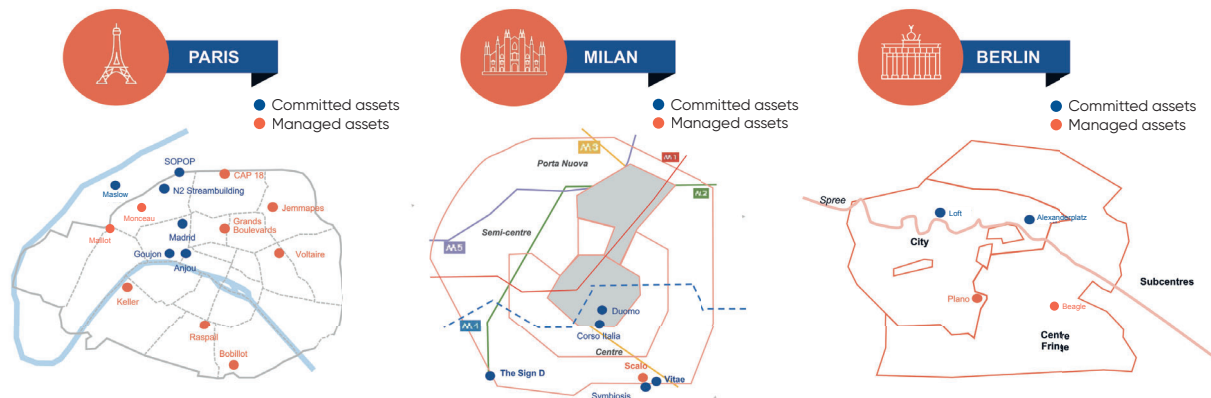 PARIS
Committed assets
Managed assets
SOPOP
CAP 18
Maslow
N2 Streambuilding
Monceau
Jemmapes
Madrid
Grands
Boulevards
Maillot
Goujon
Anjou
Voltaire
Keller
Raspail
Bobillot
MILAN
Committed assets
Managed assets
M3
Porta Nuova
M1
M2
Semi-centre
M5
Duomo
M4
Corso Italia
Centre
Scalo
The Sign D
Vitae
Symbiosis
BERLIN
Committed assets
Managed assets
Spree
Loft
Alexanderplatz
City
Subcentres
Plano
Beagle
Centre
Fringe